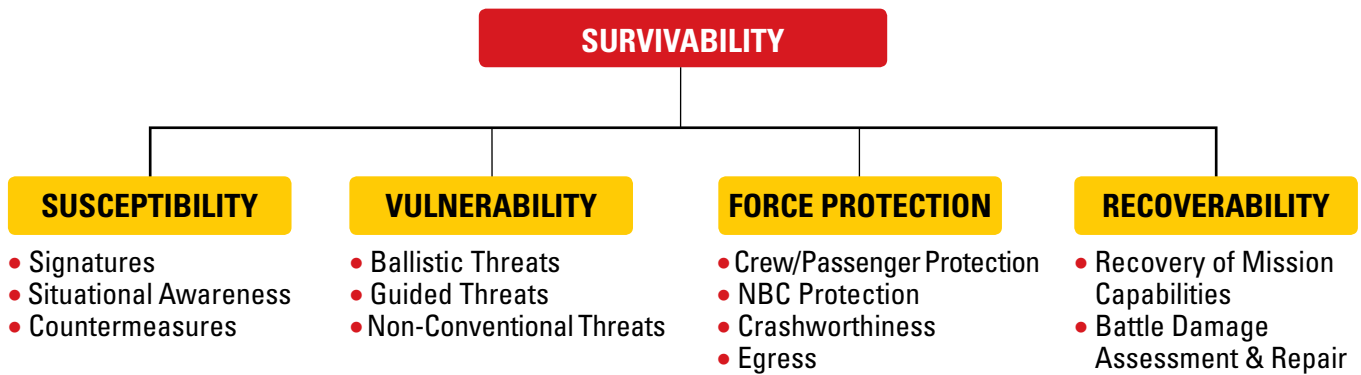 SURVIVABILITY
SUSCEPTIBILITY
• Signatures
• Situational Awareness
• Countermeasures
VULNERABILITY
• Ballistic Threats
• Guided Threats
• Non-Conventional Threats
FORCE PROTECTION
• Crew/Passenger Protection
• NBC Protection
• Crashworthiness
• Egress
RECOVERABILITY
• Recovery of Mission
Capabilities
• Battle Damage
Assessment & Repair